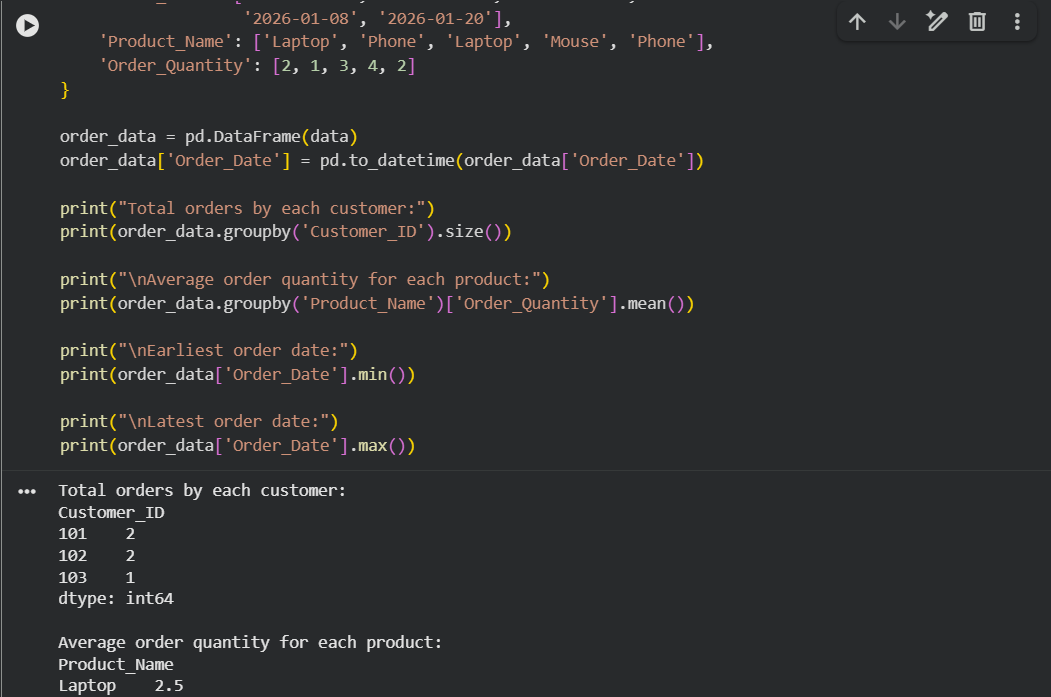 '2026-01-08', '2026-01-20'],
'Product_Name': ['Laptop', 'Phone', 'Laptop', 'Mouse', 'Phone'],
'Order_Quantity': [2, 1, 3, 4, 2]
}
order_data = pd.DataFrame(data)
order_data['Order_Date'] = pd.to_datetime(order_data['Order_Date'])
print("Total orders by each customer:")
print(order_data.groupby('Customer_ID').size())
print("\nAverage order quantity for each product:")
print(order_data.groupby('Product_Name')['Order_Quantity'].mean())
print("\nEarliest order date:")
print(order_data['Order_Date'].min())
print("\nLatest order date:")
print(order_data['Order_Date'].max())
Total orders by each customer:
Customer_ID
101    2
102    2
103    1
dtype: int64
Average order quantity for each product:
Product_Name
Laptop    2.5